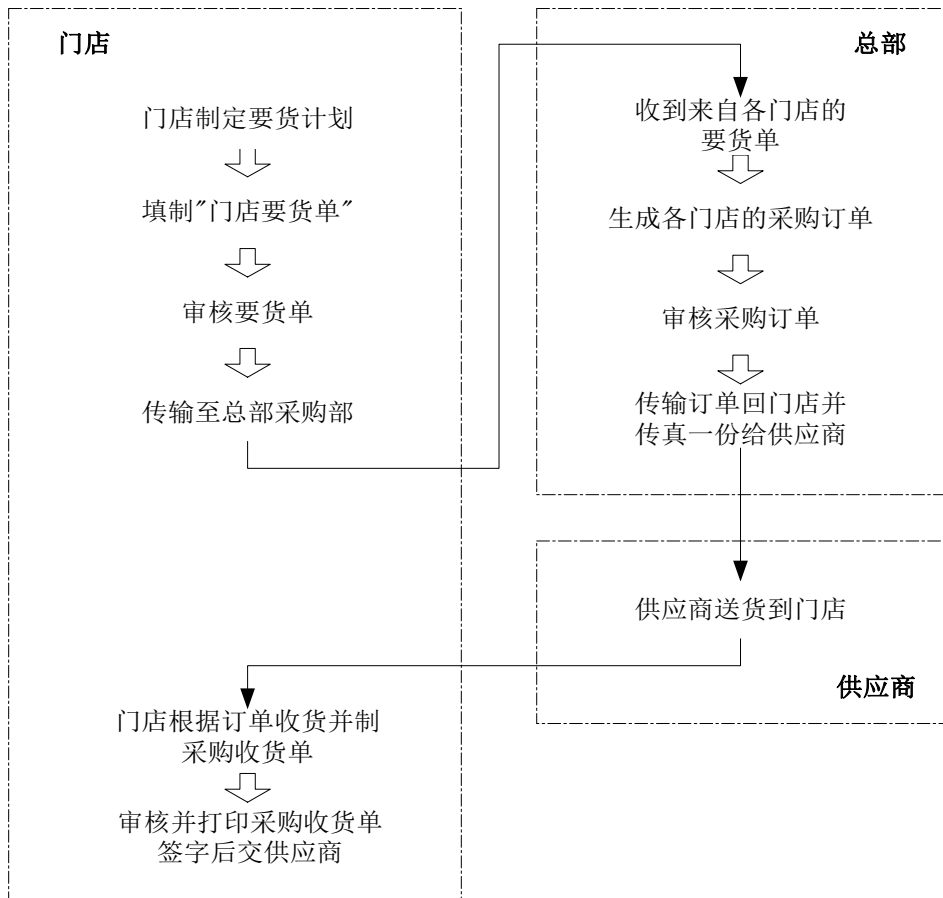 门店
门店制定要货计划
填制"门店要货单"
审核要货单
传输至总部采购部
总部
收到来自各门店的
要货单
生成各门店的采购订单
审核采购订单
传输订单回门店并
传真一份给供应商
供应商送货到门店
供应商
门店根据订单收货并制
采购收货单
审核并打印采购收货单
签字后交供应商